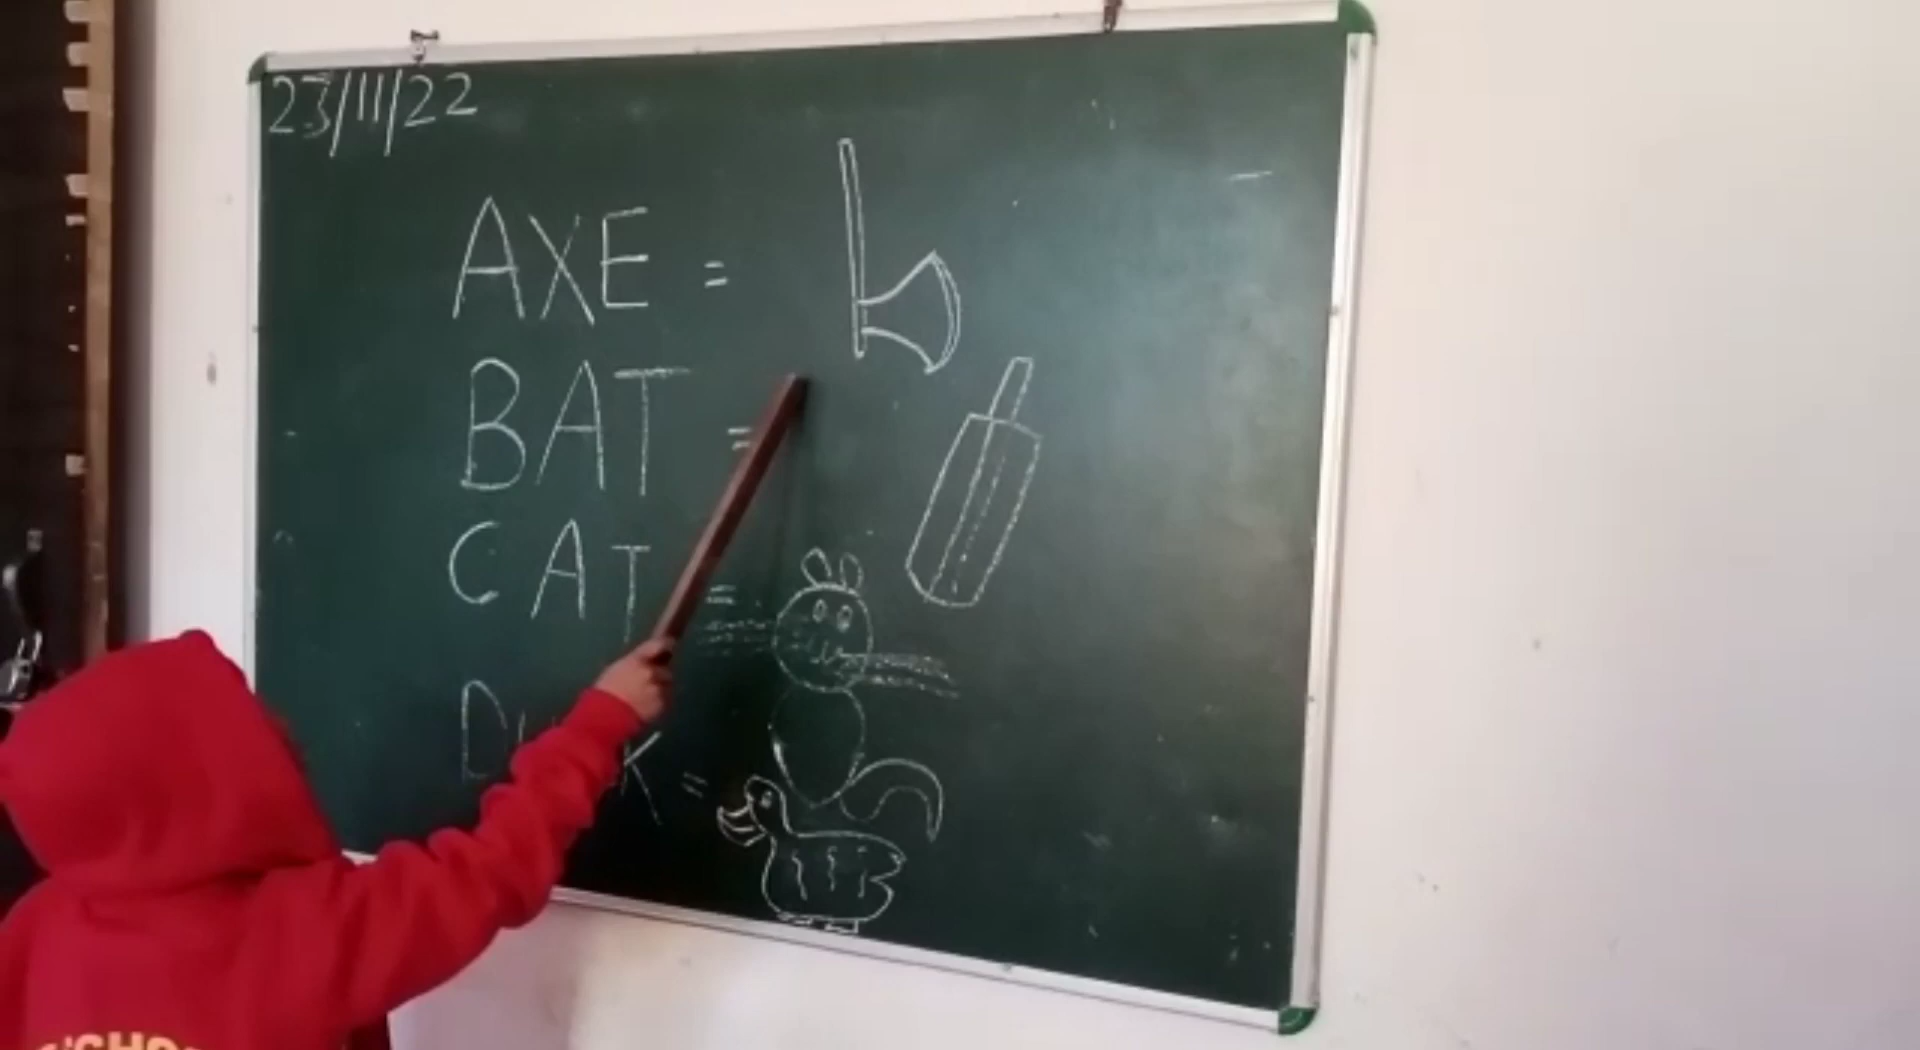 23/11/22
AXE =
BAT =
CAT =
=